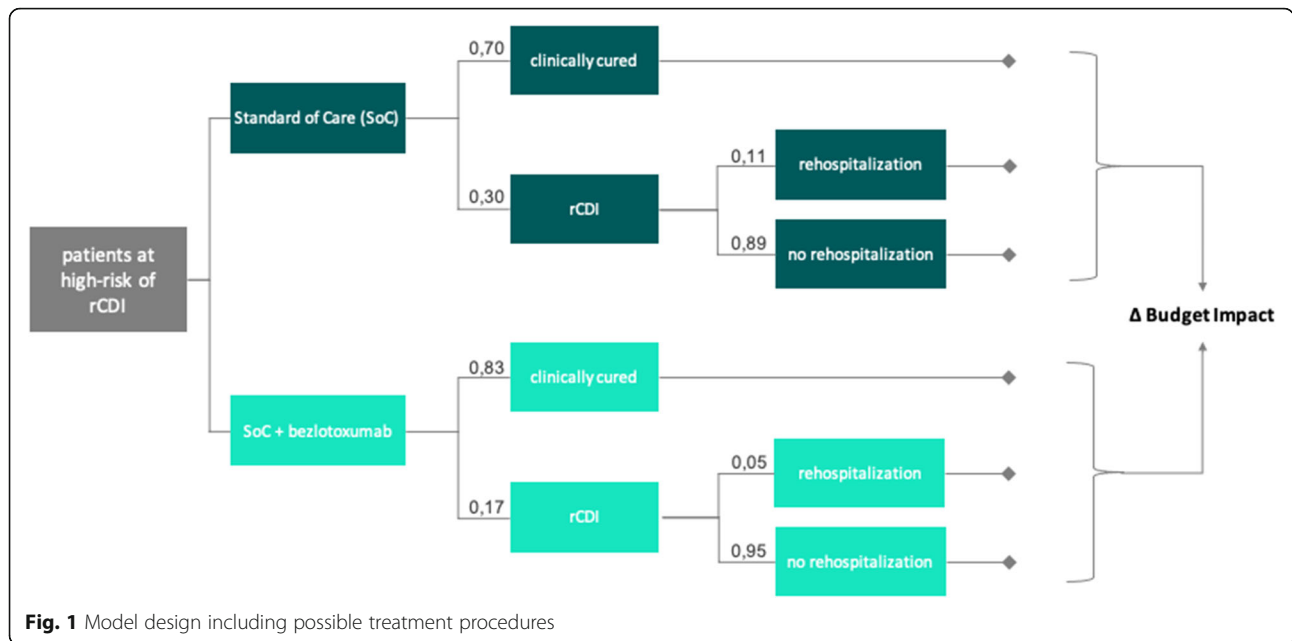 0,70
clinically cured
Standard of Care (SoC)
0,11
rehospitalization
0,30
rCDI
0,89
no rehospitalization
patients at
high-risk of
rCDI
Δ Budget Impact
0,83
clinically cured
SoC + bezlotoxumab
0,05
rehospitalization
0,17
rCDI
0,95
no rehospitalization
Fig. 1 Model design including possible treatment procedures